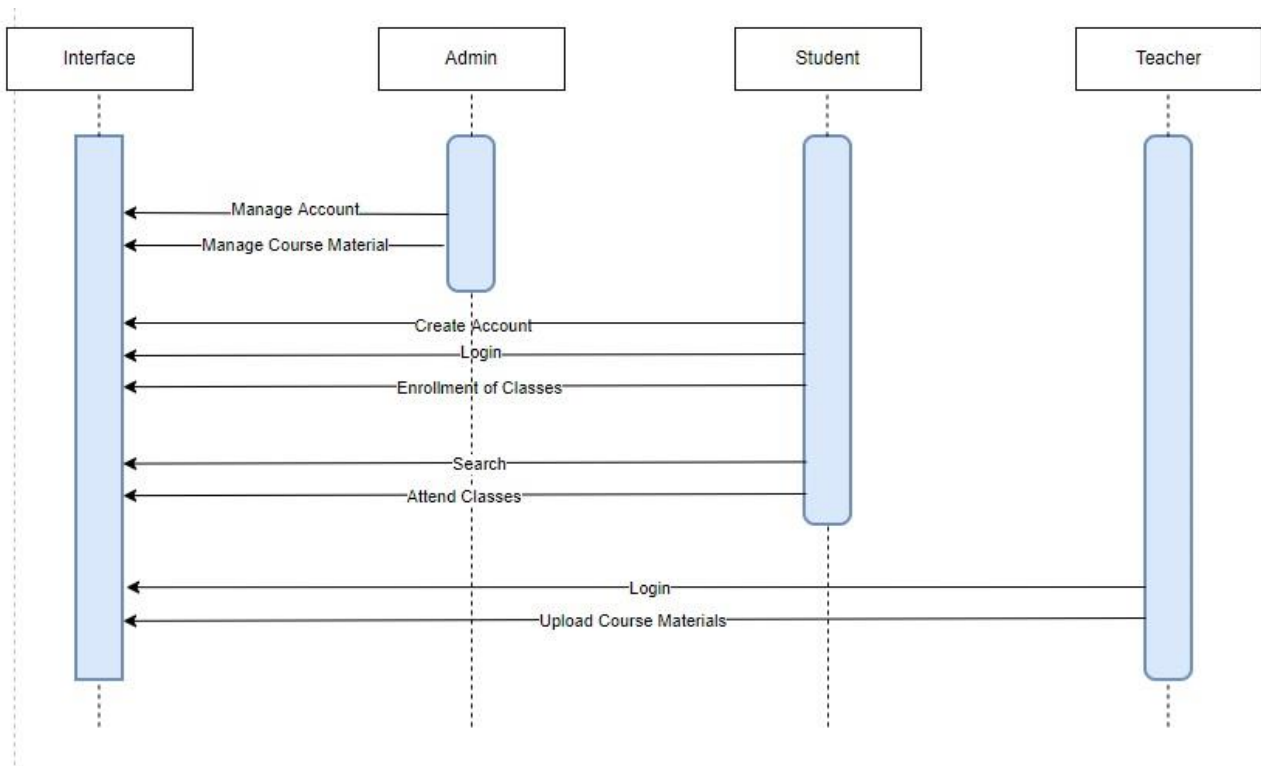 Interface
Admin
Student
Teacher
Manage Account
Manage Course Material
Create Account
Login
Enrollment of Classes
Search
Attend Classes
Login
Upload Course Materials